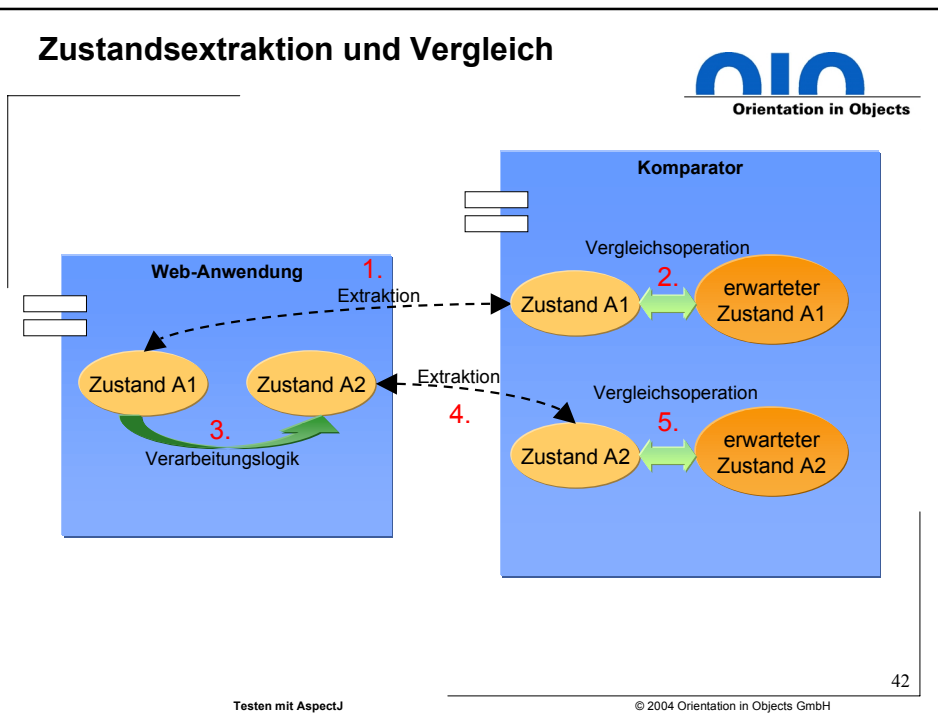 Zustandsextraktion und Vergleich
OIO
Orientation in Objects
Komparator
Vergleichsoperation
2.
Zustand A1
erwarteter
Zustand A1
Web-Anwendung
1.
Extraktion
Zustand A1
Zustand A2
3.
Verarbeitungslogik
Extraktion
4.
Vergleichsoperation
5.
Zustand A2
erwarteter
Zustand A2
42
Testen mit AspectJ
© 2004 Orientation in Objects GmbH